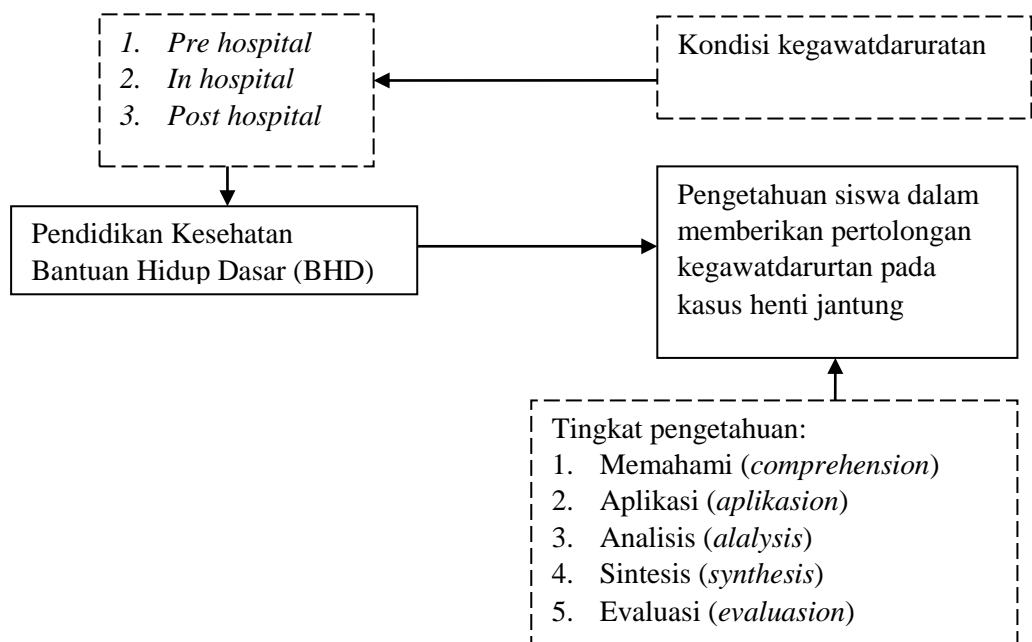 1. Pre hospital
2. In hospital
3. Post hospital
Kondisi kegawatdaruratan
Pendidikan Kesehatan
Bantuan Hidup Dasar (BHD)
Pengetahuan siswa dalam
memberikan pertolongan
kegawatdarurtan pada
kasus henti jantung
Tingkat pengetahuan:
1. Memahami (comprehension)
2. Aplikasi (aplikasion)
3. Analisis (alalysis)
4. Sintesis (synthesis)
5. Evaluasi (evaluasion)